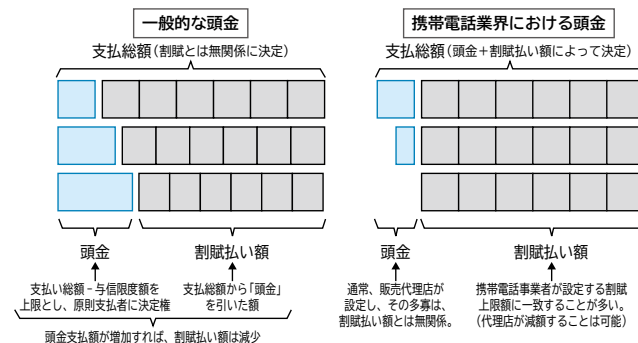 一般的な頭金
支払総額(割賦とは無関係に決定)
頭金
割賦払い額
支払い総額－与信限度額を
上限とし、原則支払者に決定権
支払総額から「頭金」
を引いた額
頭金支払額が増加すれば、割賦払い額は減少
携帯電話業界における頭金
支払総額(頭金＋割賦払い額によって決定)
頭金
割賦払い額
通常、販売代理店が
設定し、その多寡は、
割賦払い額とは無関係。
携帯電話事業者が設定する割賦
上限額に一致することが多い。
(代理店が減額することは可能)